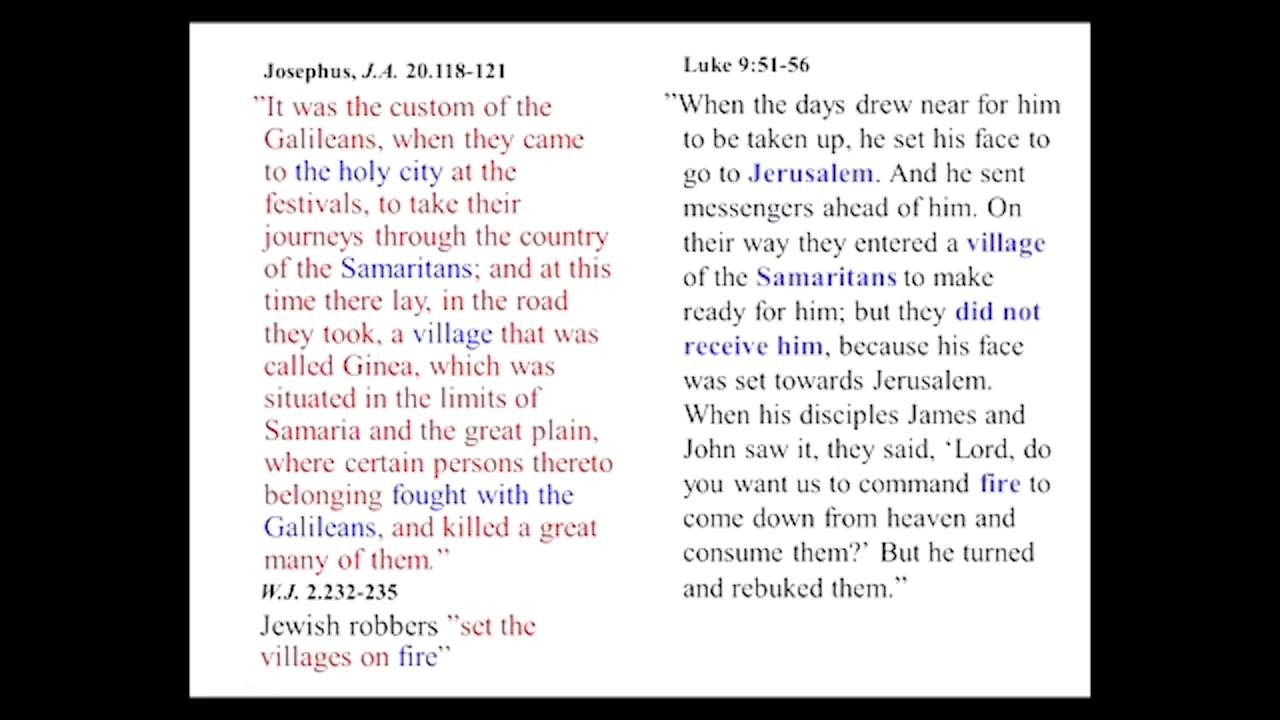 Josephus, J.A. 20.118-121
”It was the custom of the
Galileans, when they came
to the holy city at the
festivals, to take their
journeys through the country
of the Samaritans; and at this
time there lay, in the road
they took, a village that was
called Ginea, which was
situated in the limits of
Samaria and the great plain,
where certain persons thereto
belonging fought with the
Galileans, and killed a great
many of them.”
W.J. 2.232-235
Jewish robbers ”set the
villages on fire”
Luke 9:51-56
”When the days drew near for him
to be taken up, he set his face to
go to Jerusalem. And he sent
messengers ahead of him. On
their way they entered a village
of the Samaritans to make
ready for him; but they did not
receive him, because his face
was set towards Jerusalem.
When his disciples James and
John saw it, they said, ‘Lord, do
you want us to command fire to
come down from heaven and
consume them?’ But he turned
and rebuked them.”